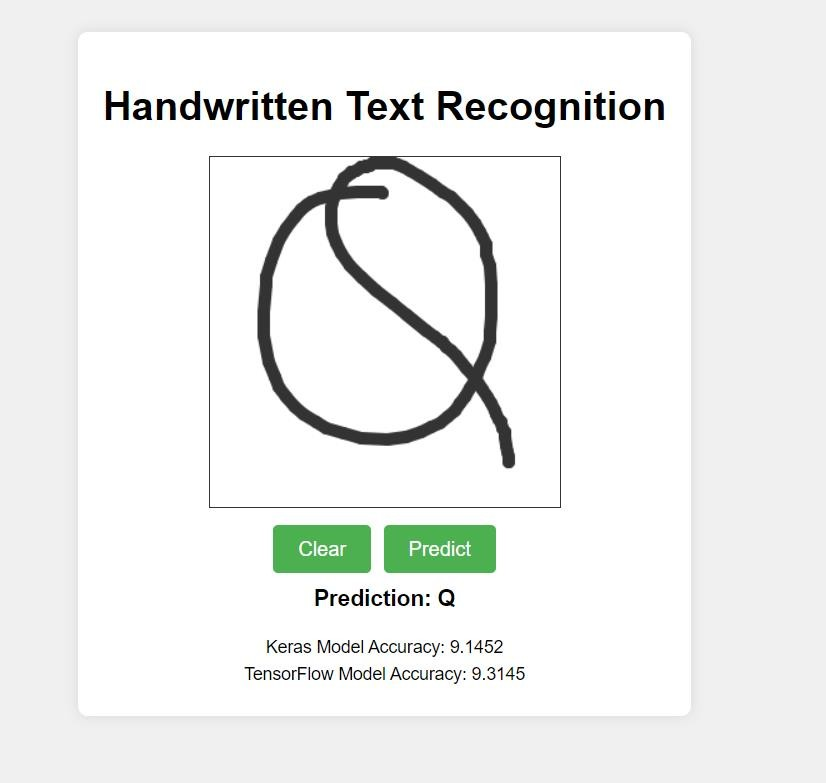 Handwritten Text Recognition
Q
Clear Predict
Prediction: Q
Keras Model Accuracy: 9.1452
TensorFlow Model Accuracy: 9.3145